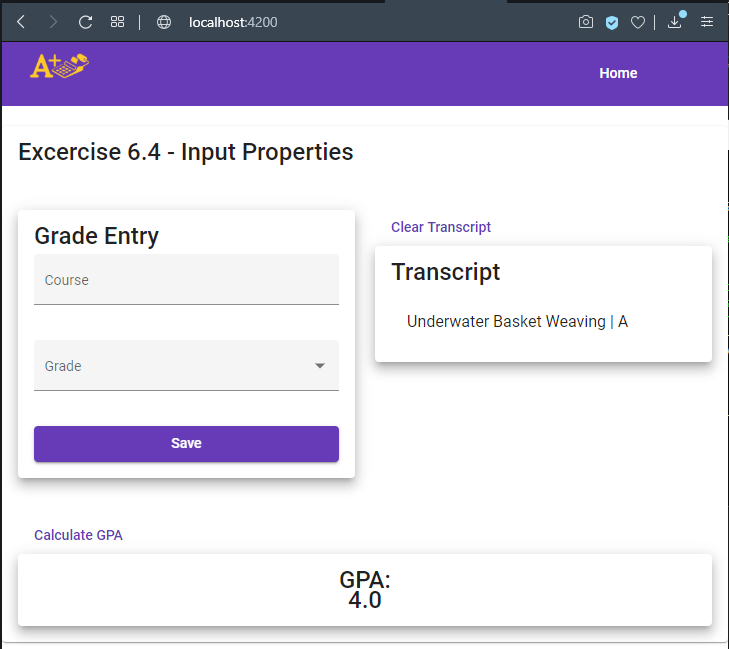 localhost:4200
A+
Home
Excercise 6.4 - Input Properties
Grade Entry
Course
Grade
Save
Clear Transcript
Transcript
Underwater Basket Weaving | A
Calculate GPA
GPA:
4.0